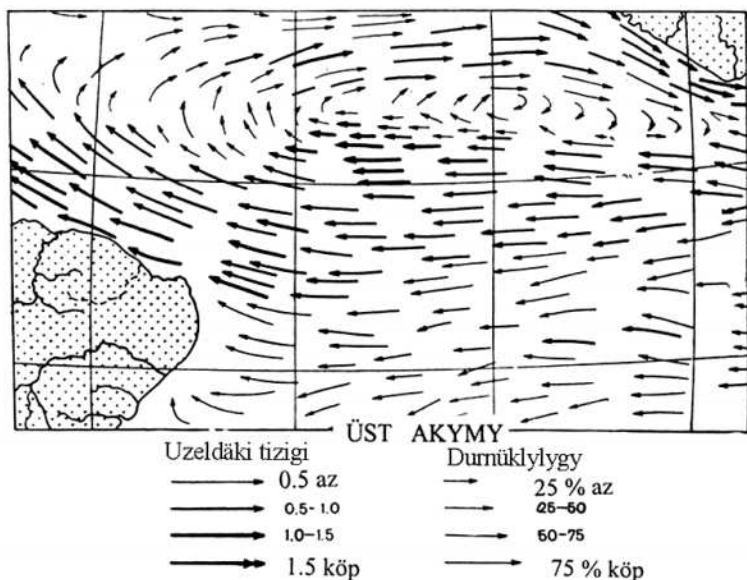 ÜST AKYMY
Uzeldäki tizigi
0.5 az
0.5-1.0
1.0-1.5
1.5 köp
Durnüklylygy
25 % az
25-50
50-75
75 % köp